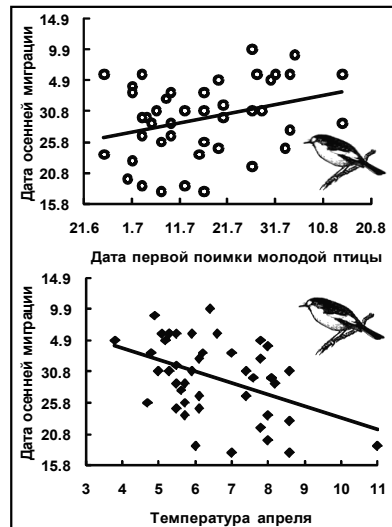 Дата осенней миграции
14.9
9.9
4.9
30.8
25.8
20.8
15.8
21.6 1.7 11.7 21.7 31.7 10.8 20.8
Дата первой поимки молодой птицы
Дата осенней миграции
14.9
9.9
4.9
30.8
25.8
20.8
15.8
3 4 5 6 7 8 9 10 11
Температура апреля